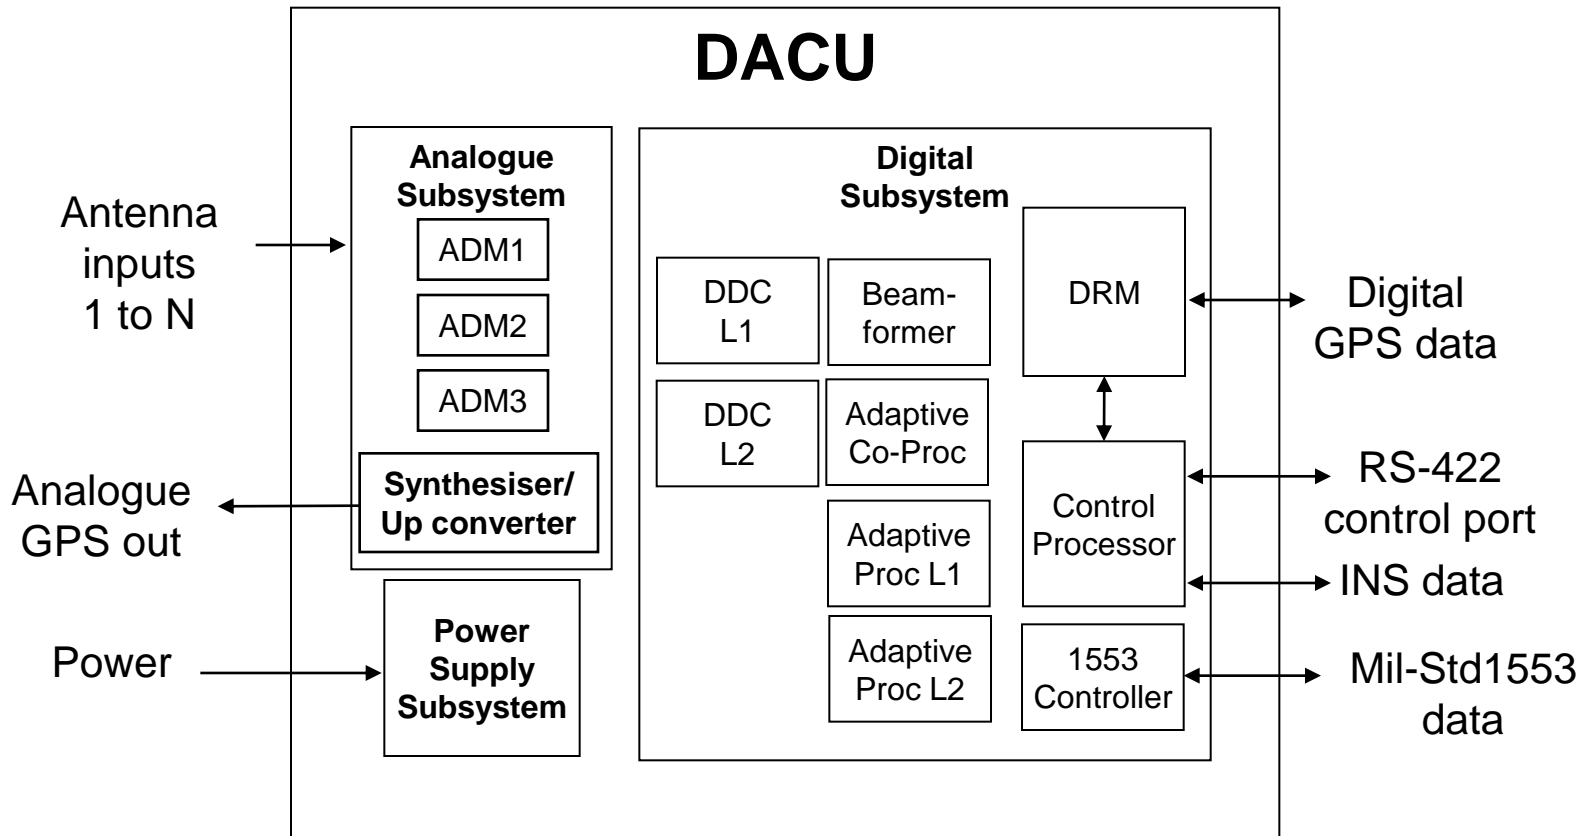 DACU
Antenna
inputs
1 to N
Analogue
GPS out
Power
Analogue
Subsystem
ADM1
ADM2
ADM3
Synthesiser/
Up converter
Power
Supply
Subsystem
Digital
Subsystem
DDC
L1
DDC
L2
Beam-
former
Adaptive
Co-Proc
Adaptive
Proc L1
Adaptive
Proc L2
DRM
Control
Processor
1553
Controller
Digital
GPS data
RS-422
control port
INS data
Mil-Std1553
data